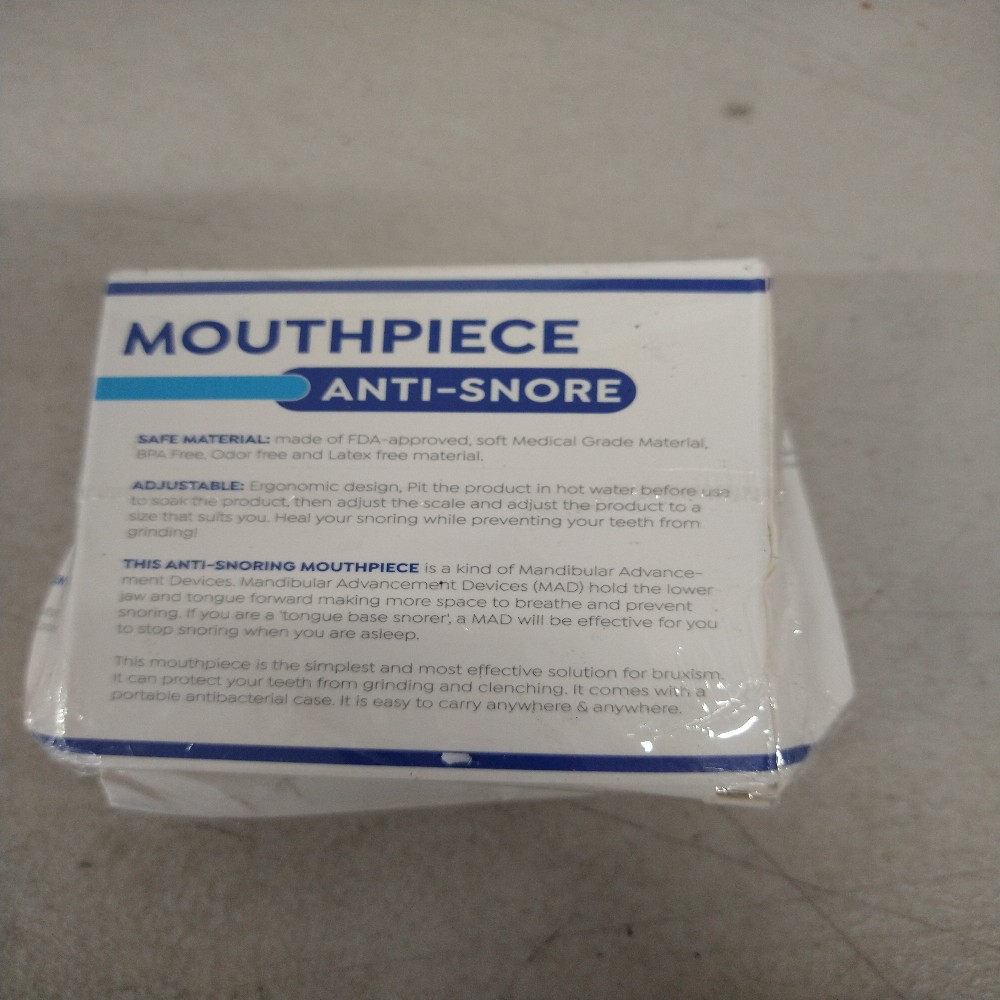 MOUTHPIECE
ANTI-SNORE
SAFE MATERIAL: made of FDA-approved, soft Medical Grade Material,
BPA Free, Odor free and Latex free material.
ADJUSTABLE: Ergonomic design, Pit the product in hot water before use
to soak the product, then adjust the scale and adjust the product to a
size that suits you. Heal your snoring while preventing your teeth from
grinding!
THIS ANTI-SNORING MOUTHPIECE is a kind of Mandibular Advance-
ment Devices. Mandibular Advancement Devices (MAD) hold the lower
jaw and tongue forward making more space to breathe and prevent
snoring. If you are a 'tongue base snorer', a MAD will be effective for you
to stop snoring when you are asleep.
This mouthpiece is the simplest and most effective solution for bruxism.
It can protect your teeth from grinding and clenching. It comes with a
portable antibacterial case. It is easy to carry anywhere & anywhere.